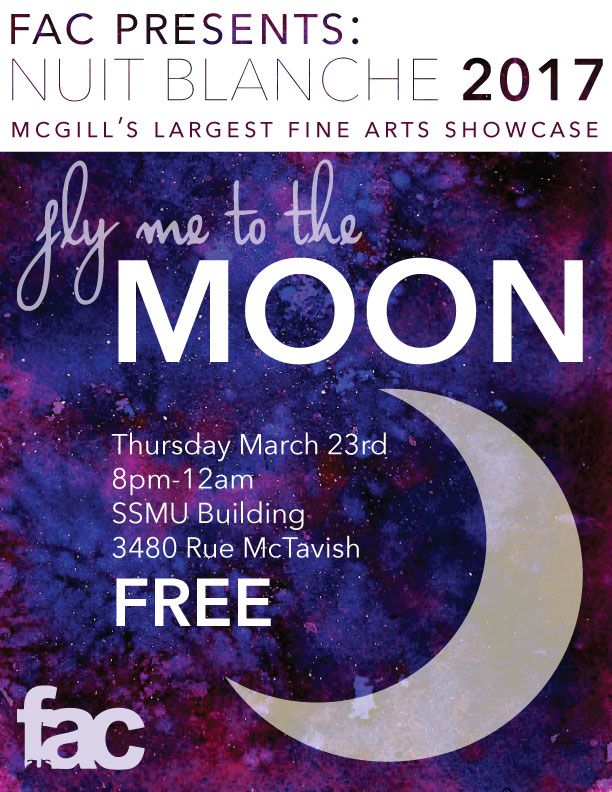 FAC PRESENTS:
NUIT BLANCHE 2017
MCGILL'S LARGEST FINE ARTS SHOWCASE
fly me to the
MOON
Thursday March 23rd
8pm-12am
SSMU Building
3480 Rue McTavish
FREE
fac